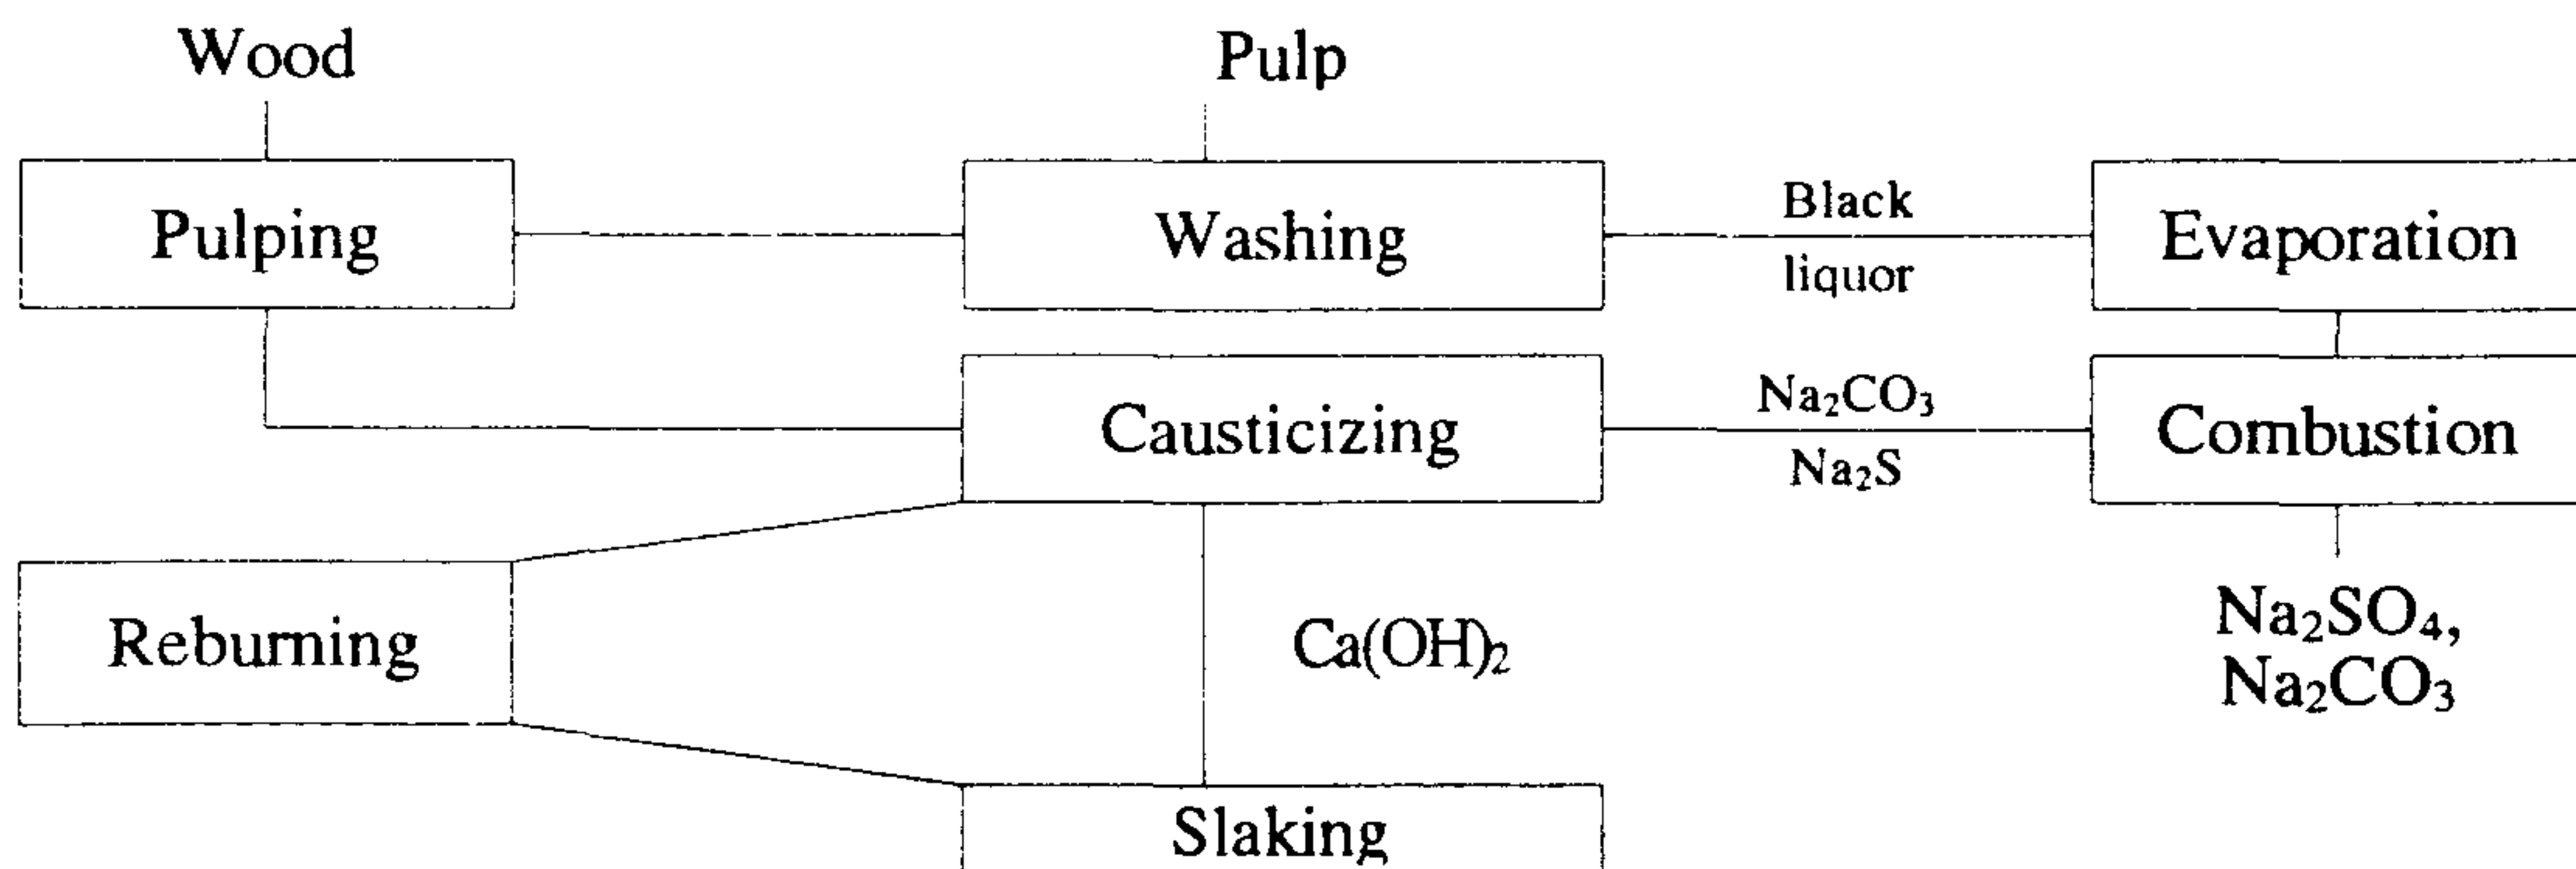 Wood
Pulp
Pulping
Washing
Black
liquor
Evaporation
Causticizing
Na₂CO₃
Na₂S
Combustion
Reburning
Ca(OH)₂
Na₂SO₄,
Na₂CO₃
Slaking